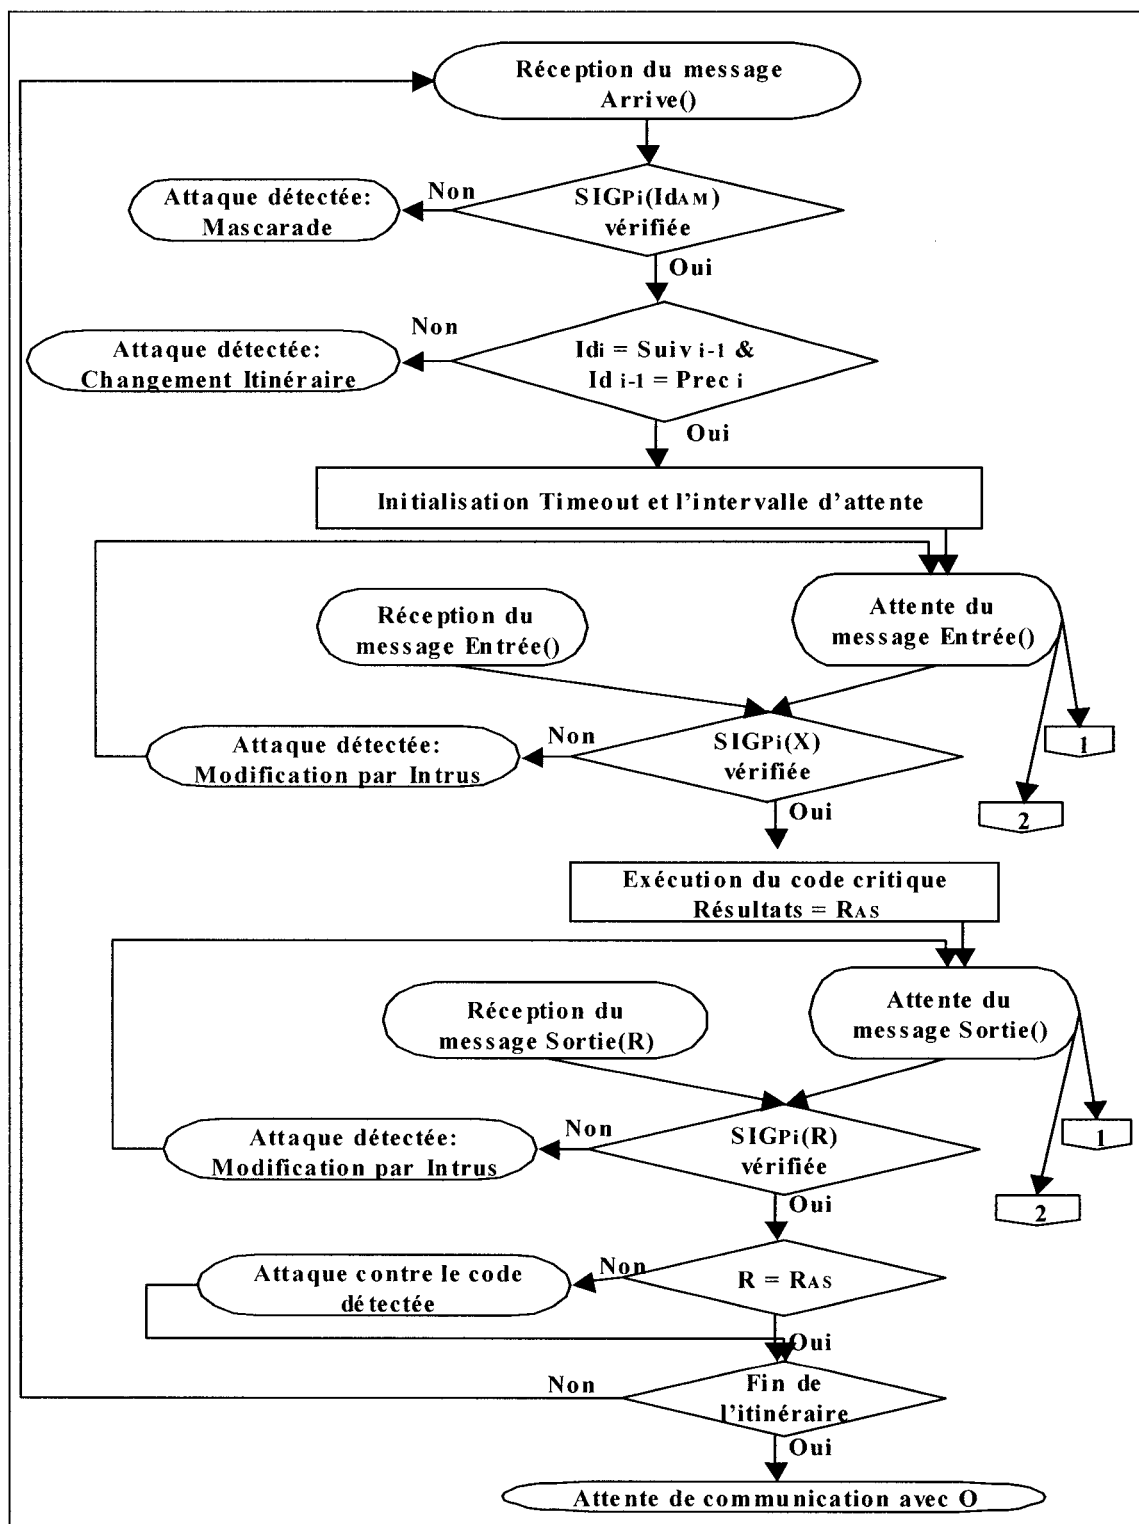 Réception du message
Arrive()
Attaque détectée:
Mascarade
Non
SIGPi(IdAM)
vérifiée
Oui
Attaque détectée:
Changement Itinéraire
Non
Idi = Suiv i-1 &
Id i-1 = Prec i
Oui
Initialisation Timeout et l'intervalle d'attente
Réception du
message Entrée()
Attente du
message Entrée()
Attaque détectée:
Modification par Intrus
Non
SIGPi(X)
vérifiée
1
2
Oui
Exécution du code critique
Résultats = RAS
Réception du
message Sortie(R)
Attente du
message Sortie()
Attaque détectée:
Modification par Intrus
Non
SIGPi(R)
vérifiée
1
2
Oui
Attaque contre le code
détectée
Non
R = RAS
Oui
Non
Fin de
l'itinéraire
Oui
Attente de communication avec O